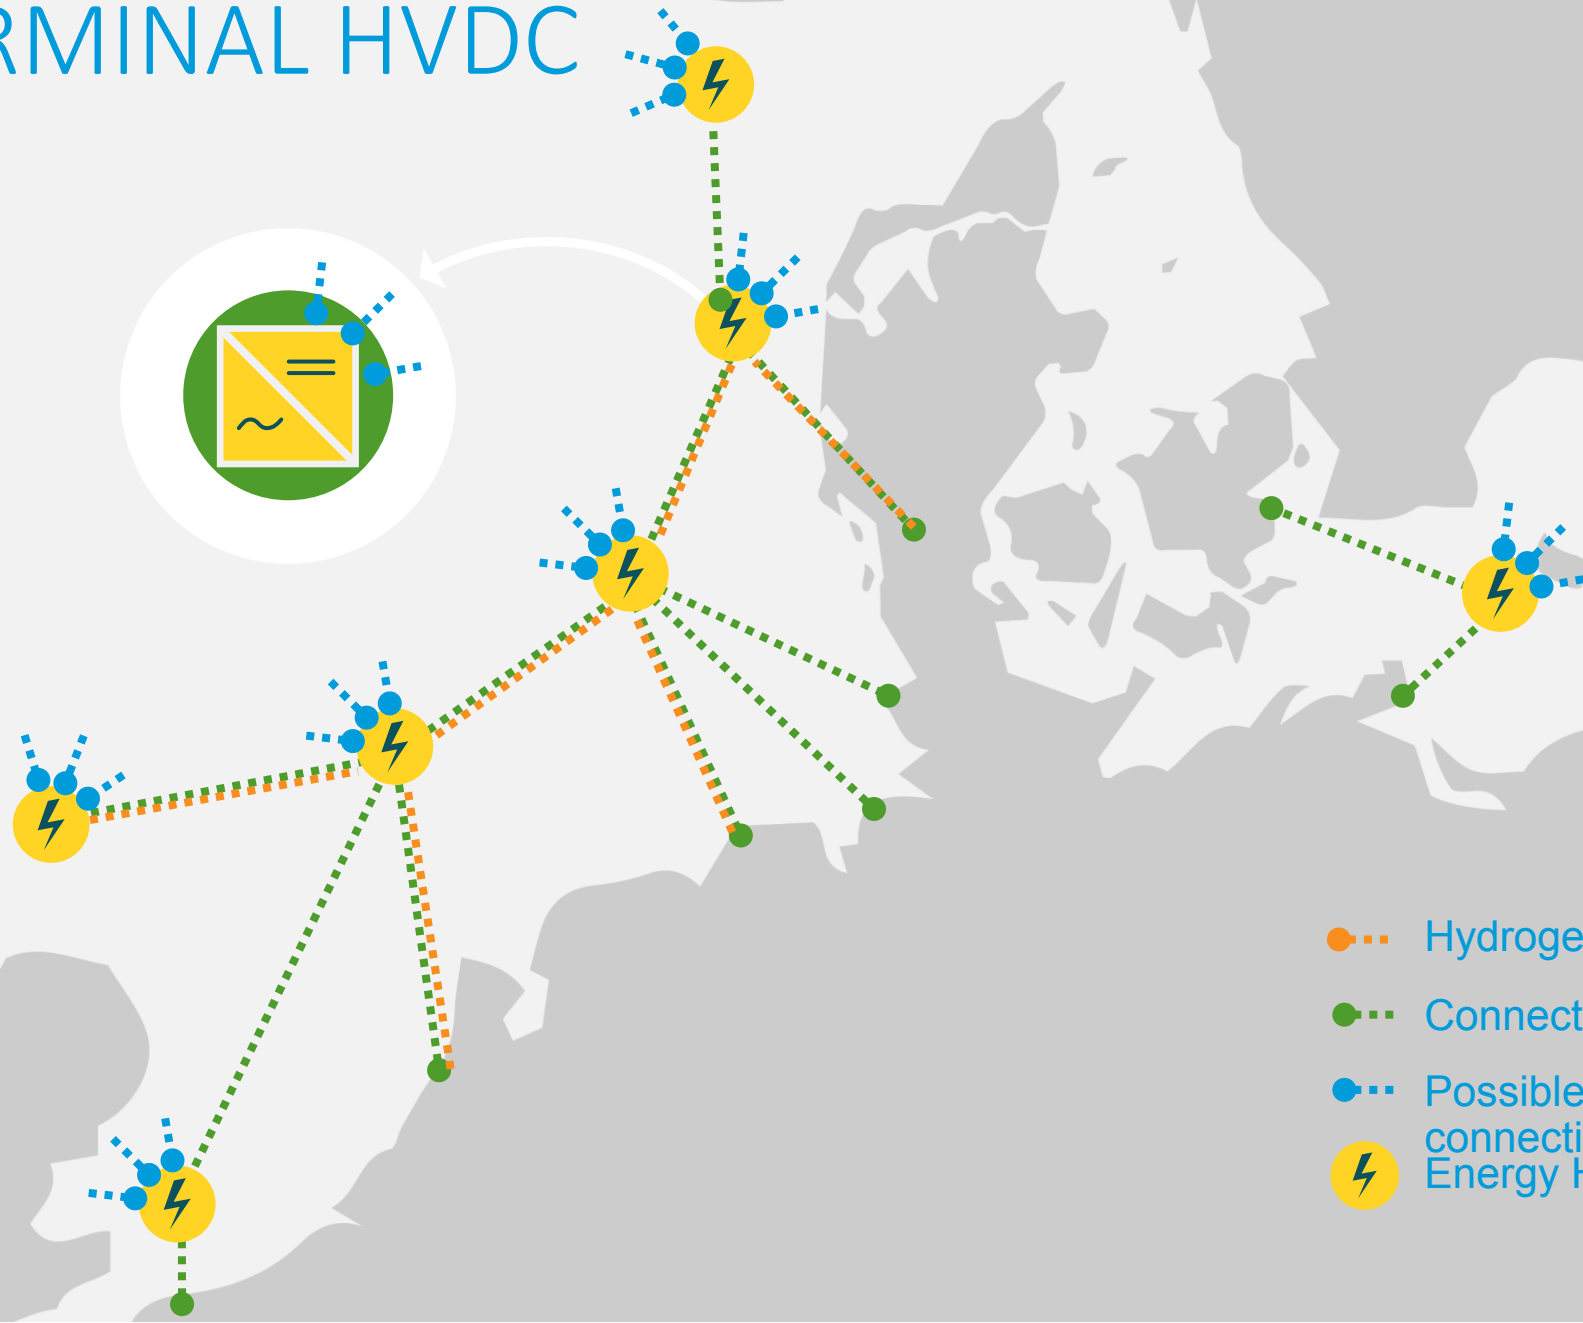 RMINAL HVDC
Hydroge
Connect
Possible
connecti
Energy H